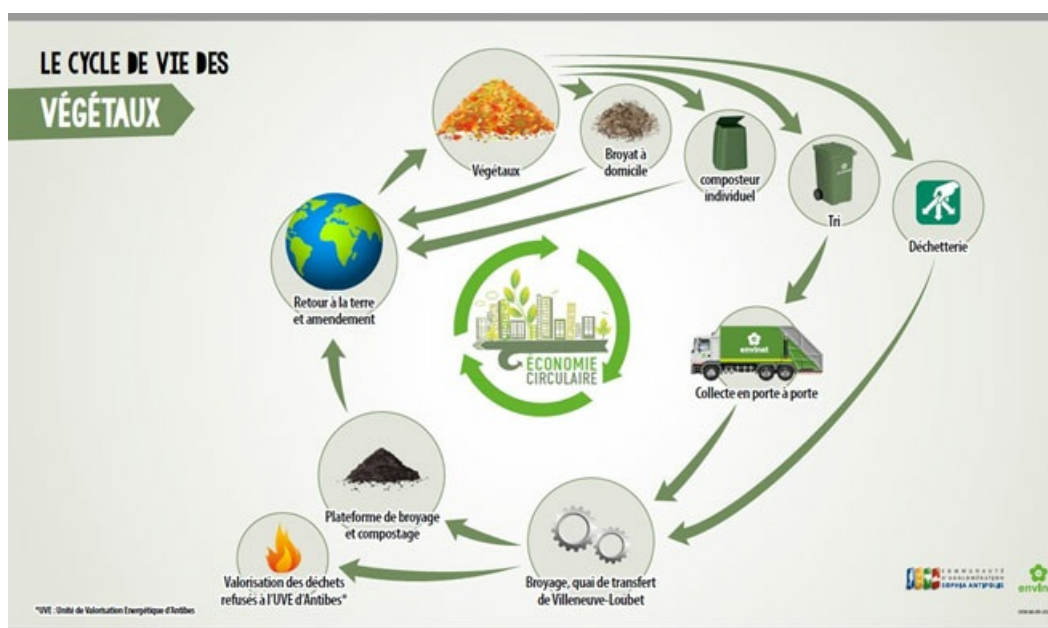 LE CYCLE DE VIE DES
VÉGÉTAUX
Végétaux
Broyat à
domicile
composteur
individuel
Tri
Déchetterie
Retour à la terre
et amendement
ÉCONOMIE
CIRCULAIRE
envinet
Collecte en porte à porte
Plateforme de broyage
et compostage
Valorisation des déchets
refusés à l'UVE d'Antibes*
Broyage, quai de transfert
de Villeneuve-Loubet
*UVE : Unité de Valorisation Energétique d'Antibes
COMMUNAUTÉ
D'AGGLOMÉRATION
SOPHIA ANTIPOLIS